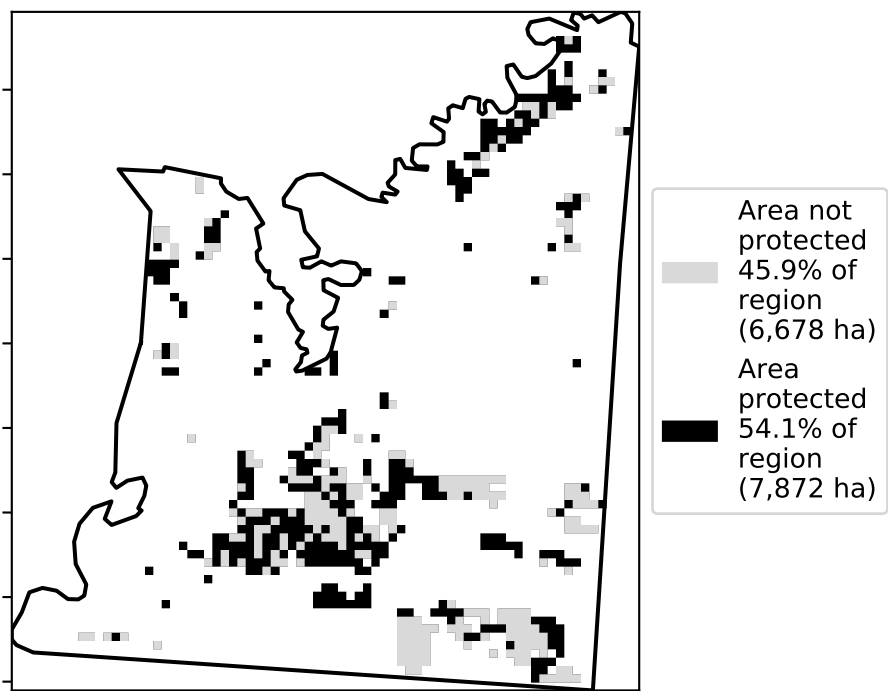 Area not
protected
45.9% of
region
(6,678 ha)
Area
protected
54.1% of
region
(7,872 ha)